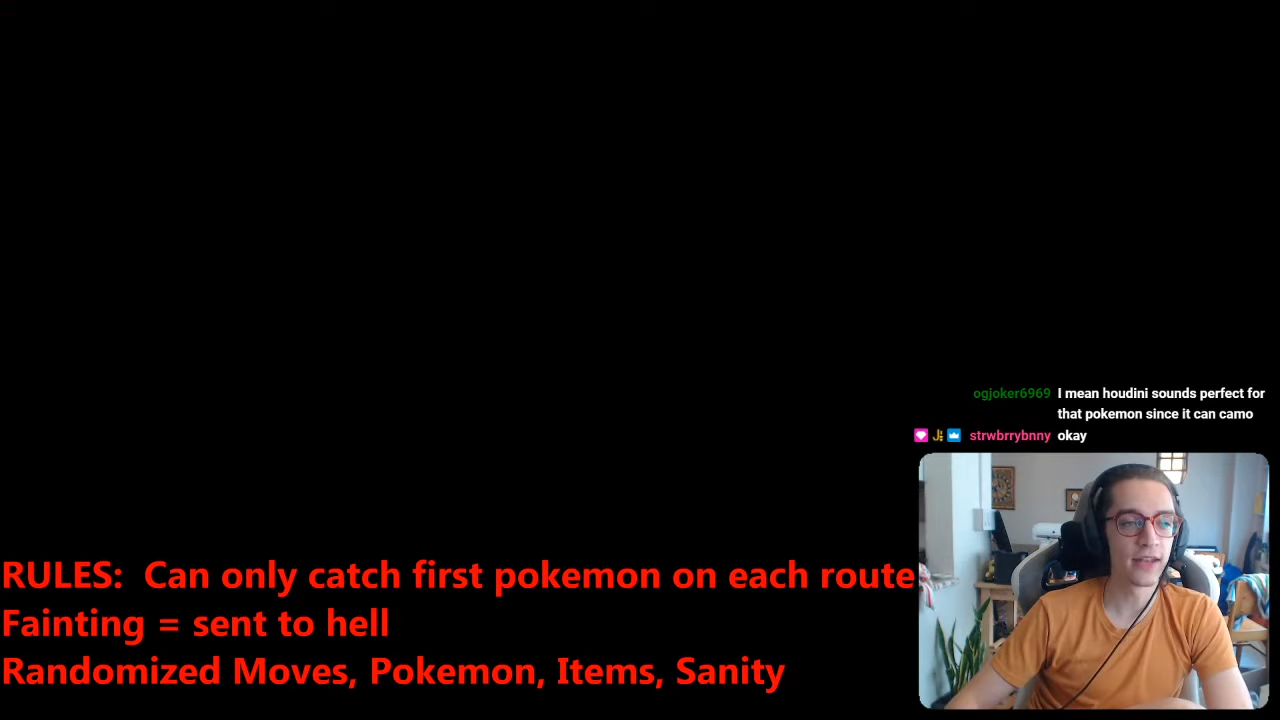 ogjoker6969 I mean houdini sounds perfect for
that pokemon since it can camo
strwbrrybnny okay
RULES: Can only catch first pokemon on each route
Fainting = sent to hell
Randomized Moves, Pokemon, Items, Sanity